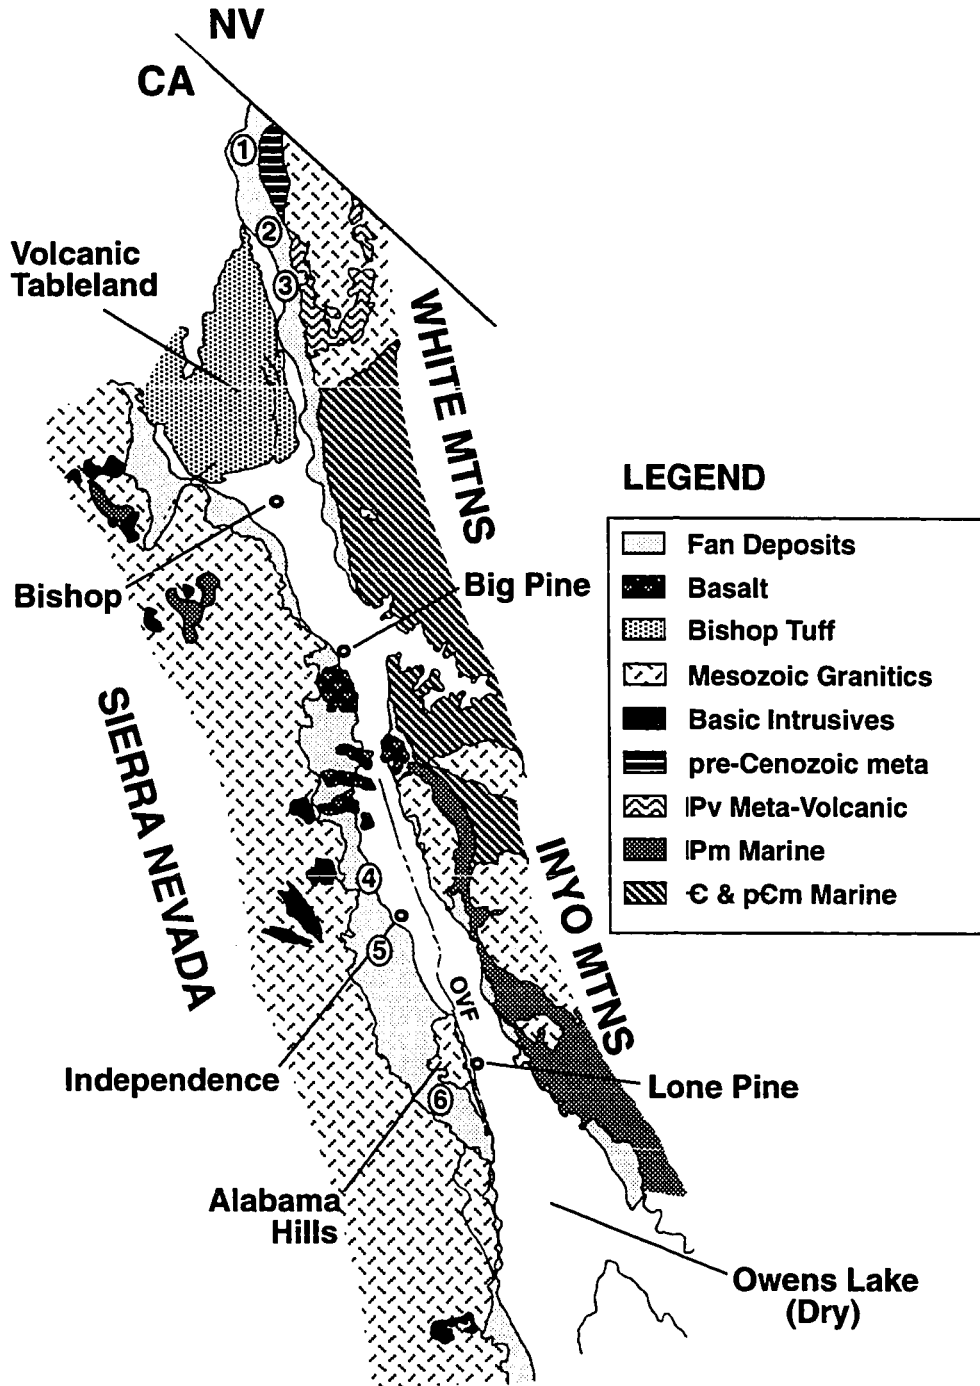 NV
CA
1
2
Volcanic
Tableland
3
WHITE MTNS
LEGEND
Fan Deposits
Basalt
Bishop Tuff
Mesozoic Granitics
Basic Intrusives
pre-Cenozoic meta
IPv Meta-Volcanic
IPm Marine
Є & pЄm Marine
Bishop
Big Pine
SIERRA NEVADA
INYO MTNS
4
5
OVF
Independence
Lone Pine
6
Alabama
Hills
Owens Lake
(Dry)